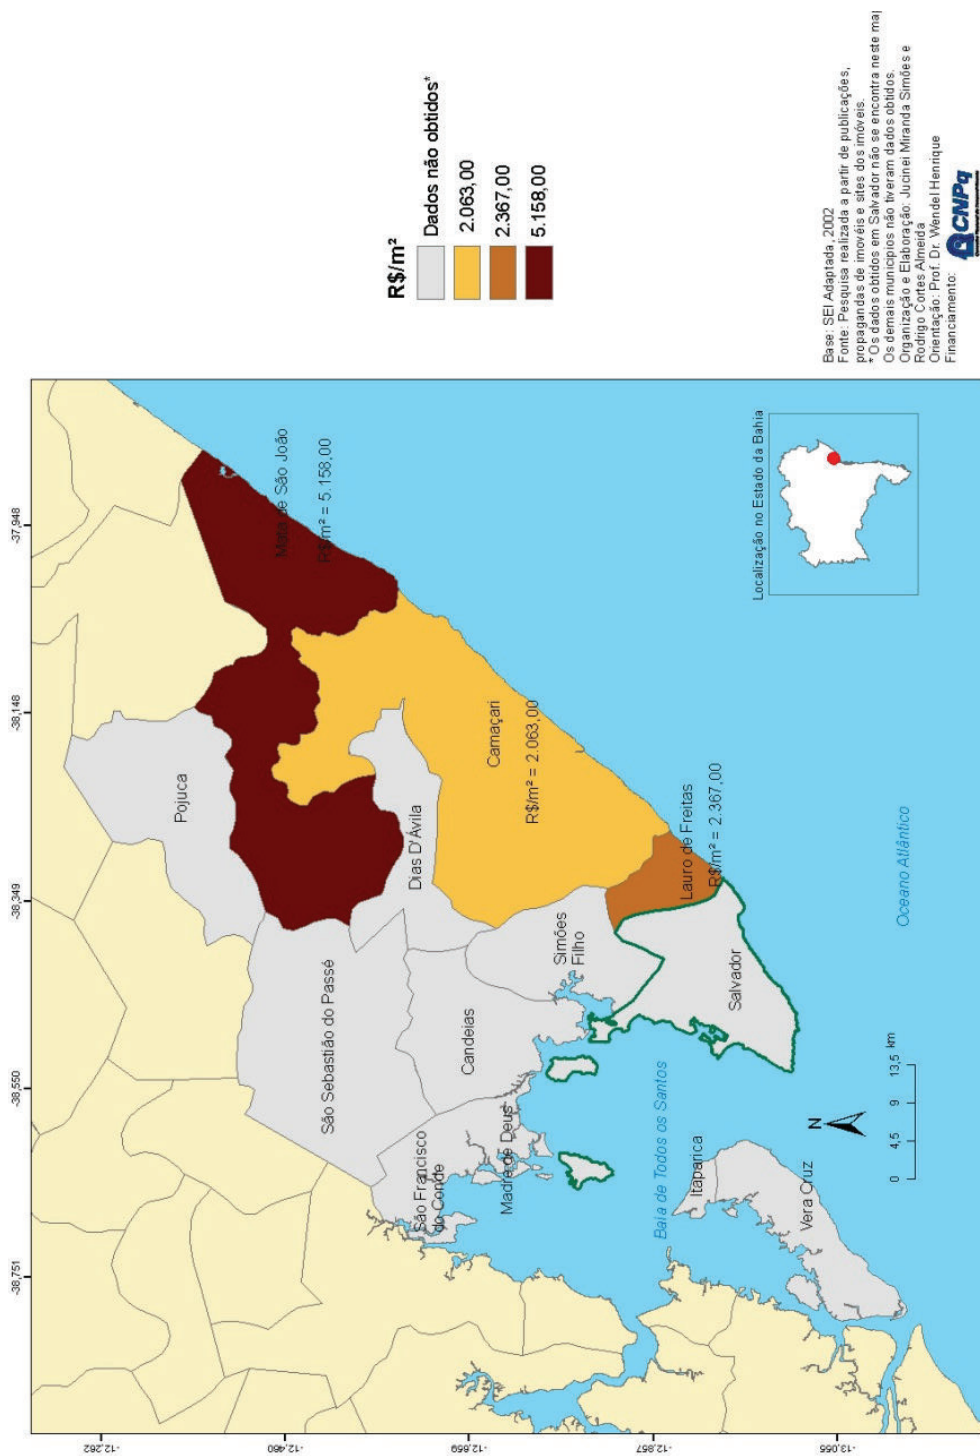 -38,751
-38,550
-38,349
-38,148
-37,948
-12,262
-12,460
-12,659
-12,857
-13,055
Pojuca
Mata de São João
R$/m² = 5.158,00
São Sebastião do Passé
Dias D'Ávila
Camaçari
R$/m² = 2.063,00
São Francisco
do Conde
Candeias
Madre de Deus
Simões
Filho
Lauro de Freitas
R$/m² = 2.367,00
Salvador
Baía de Todos os Santos
Itaparica
Vera Cruz
Oceano Atlântico
N
0 4,5 9 13,5 km
Localização no Estado da Bahia
R$/m²
Dados não obtidos*
2.063,00
2.367,00
5.158,00
Base: SEI Adaptada, 2002
Fonte: Pesquisa realizada a partir de publicações,
propagandas de imovéis e sites dos imóveis.
* Os dados obtidos em Salvador não se encontra neste map
Os demais municipios não tiveram dados obtidos.
Organização e Elaboração: Jucinei Miranda Simões e
Rodrigo Cortes Almeida
Orientação: Prof. Dr. Wendel Henrique
Financiamento:
CNPq